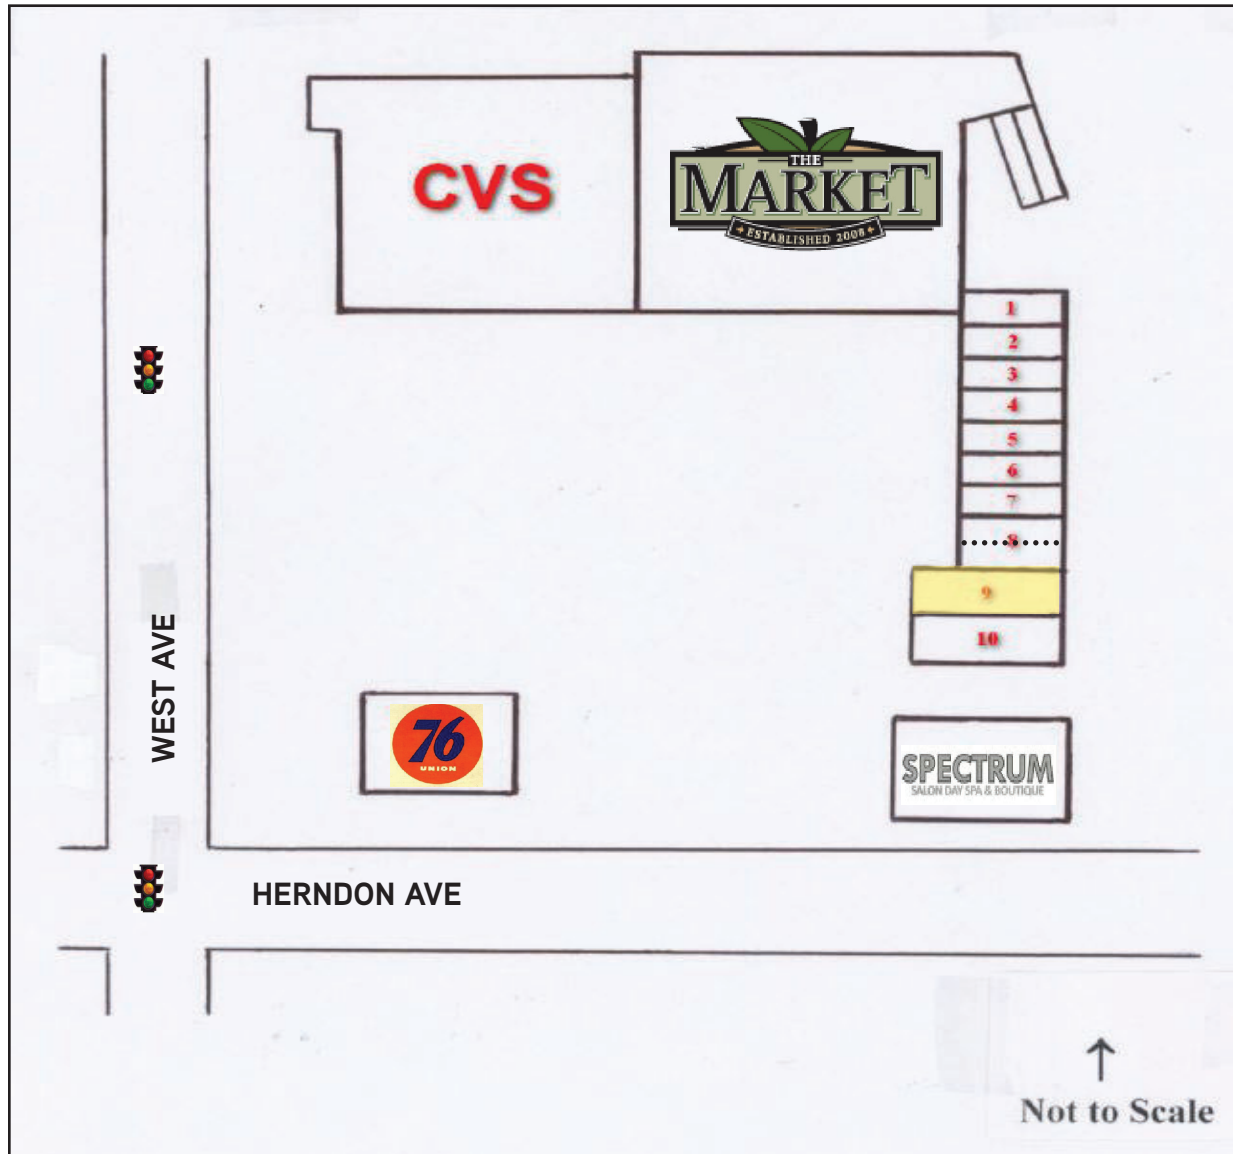 CVS
THE
MARKET
ESTABLISHED 2008
1
2
3
4
5
6
7
8
9
10
WEST AVE
76
UNION
SPECTRUM
SALON DAY SPA & BOUTIQUE
HERNDON AVE
Not to Scale